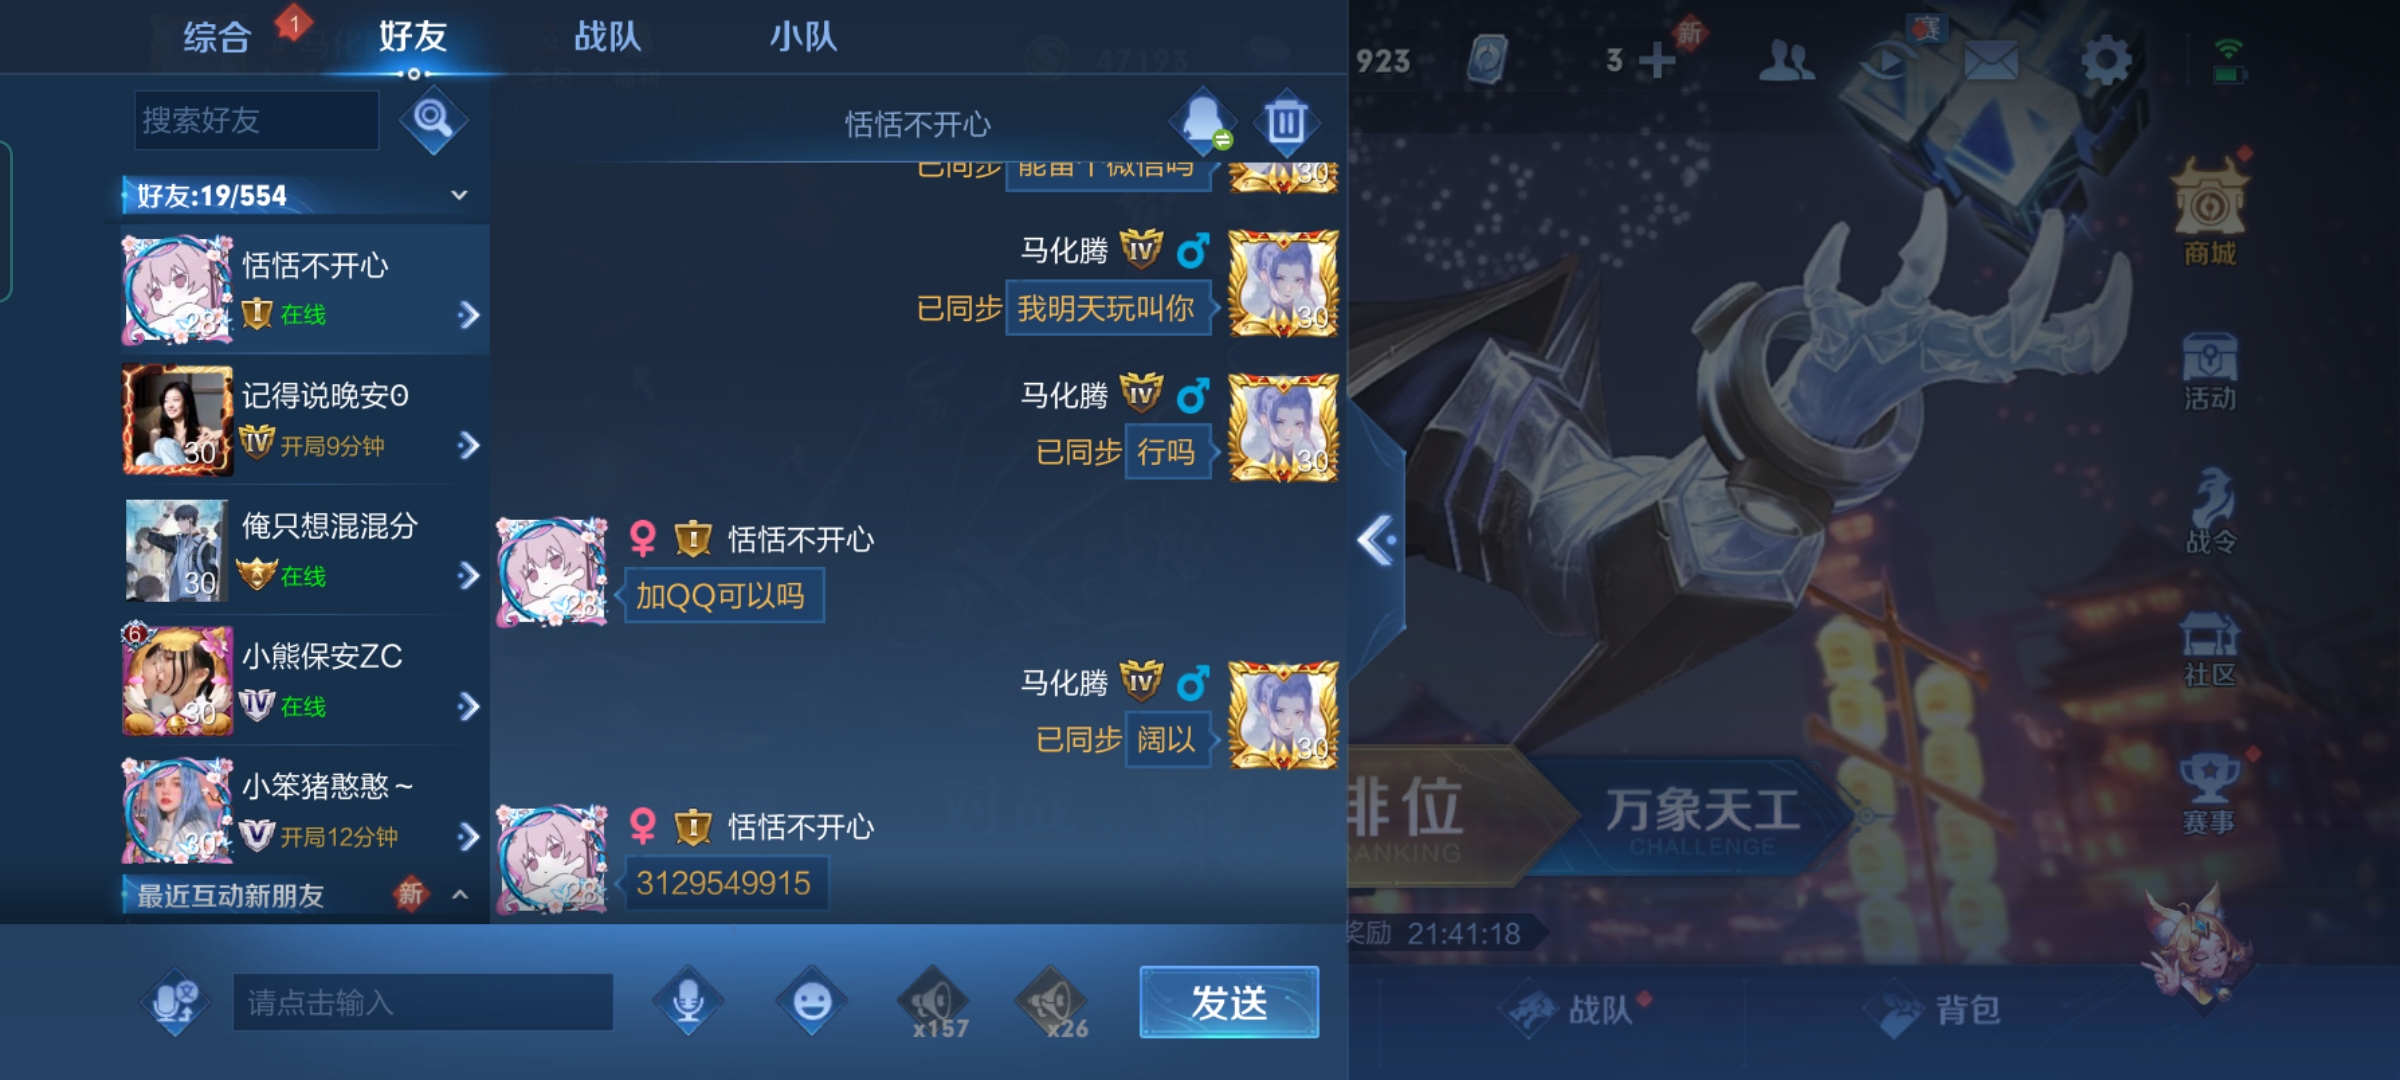 综合
1
好友
战队
小队
47193
923
3
新
赛
搜索好友
恬恬不开心
好友:19/554
能留个微信吗
已同步
30
恬恬不开心
28
I
在线
马化腾
IV
已同步
我明天玩叫你
30
记得说晚安0
30
IV
开局9分钟
马化腾
IV
已同步
行吗
30
俺只想混混分
30
在线
I
恬恬不开心
28
加QQ可以吗
小熊保安ZC
6
30
IV
在线
马化腾
IV
已同步
阔以
30
小笨猪憨憨～
30
V
开局12分钟
I
恬恬不开心
28
3129549915
最近互动新朋友
新
请点击输入
x157
x26
发送
商城
活动
战令
社区
赛事
排位
RANKING
万象天工
CHALLENGE
奖励 21:41:18
战队
背包